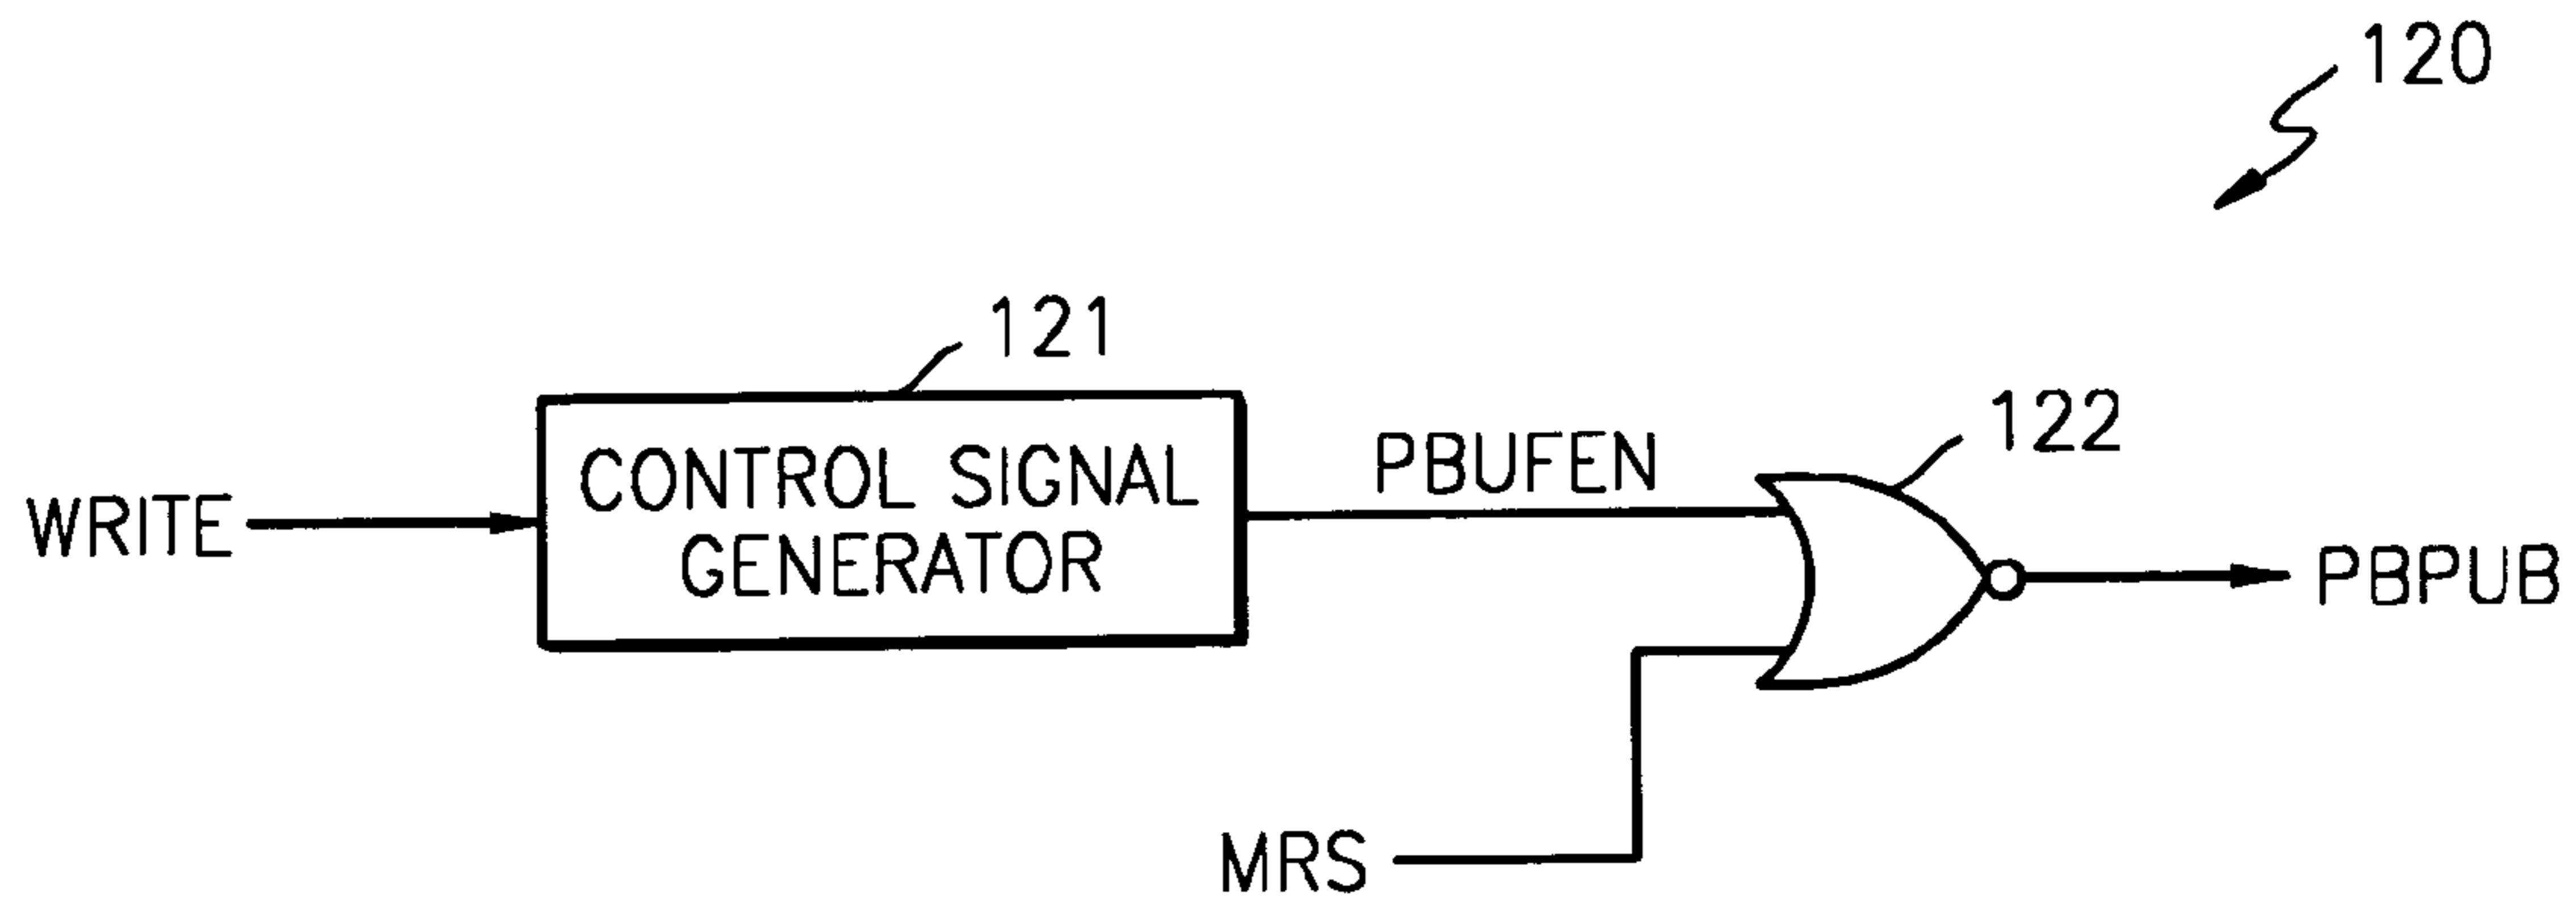 120
121
CONTROL SIGNAL
GENERATOR
WRITE
PBUFEN
122
PBPUB
MRS